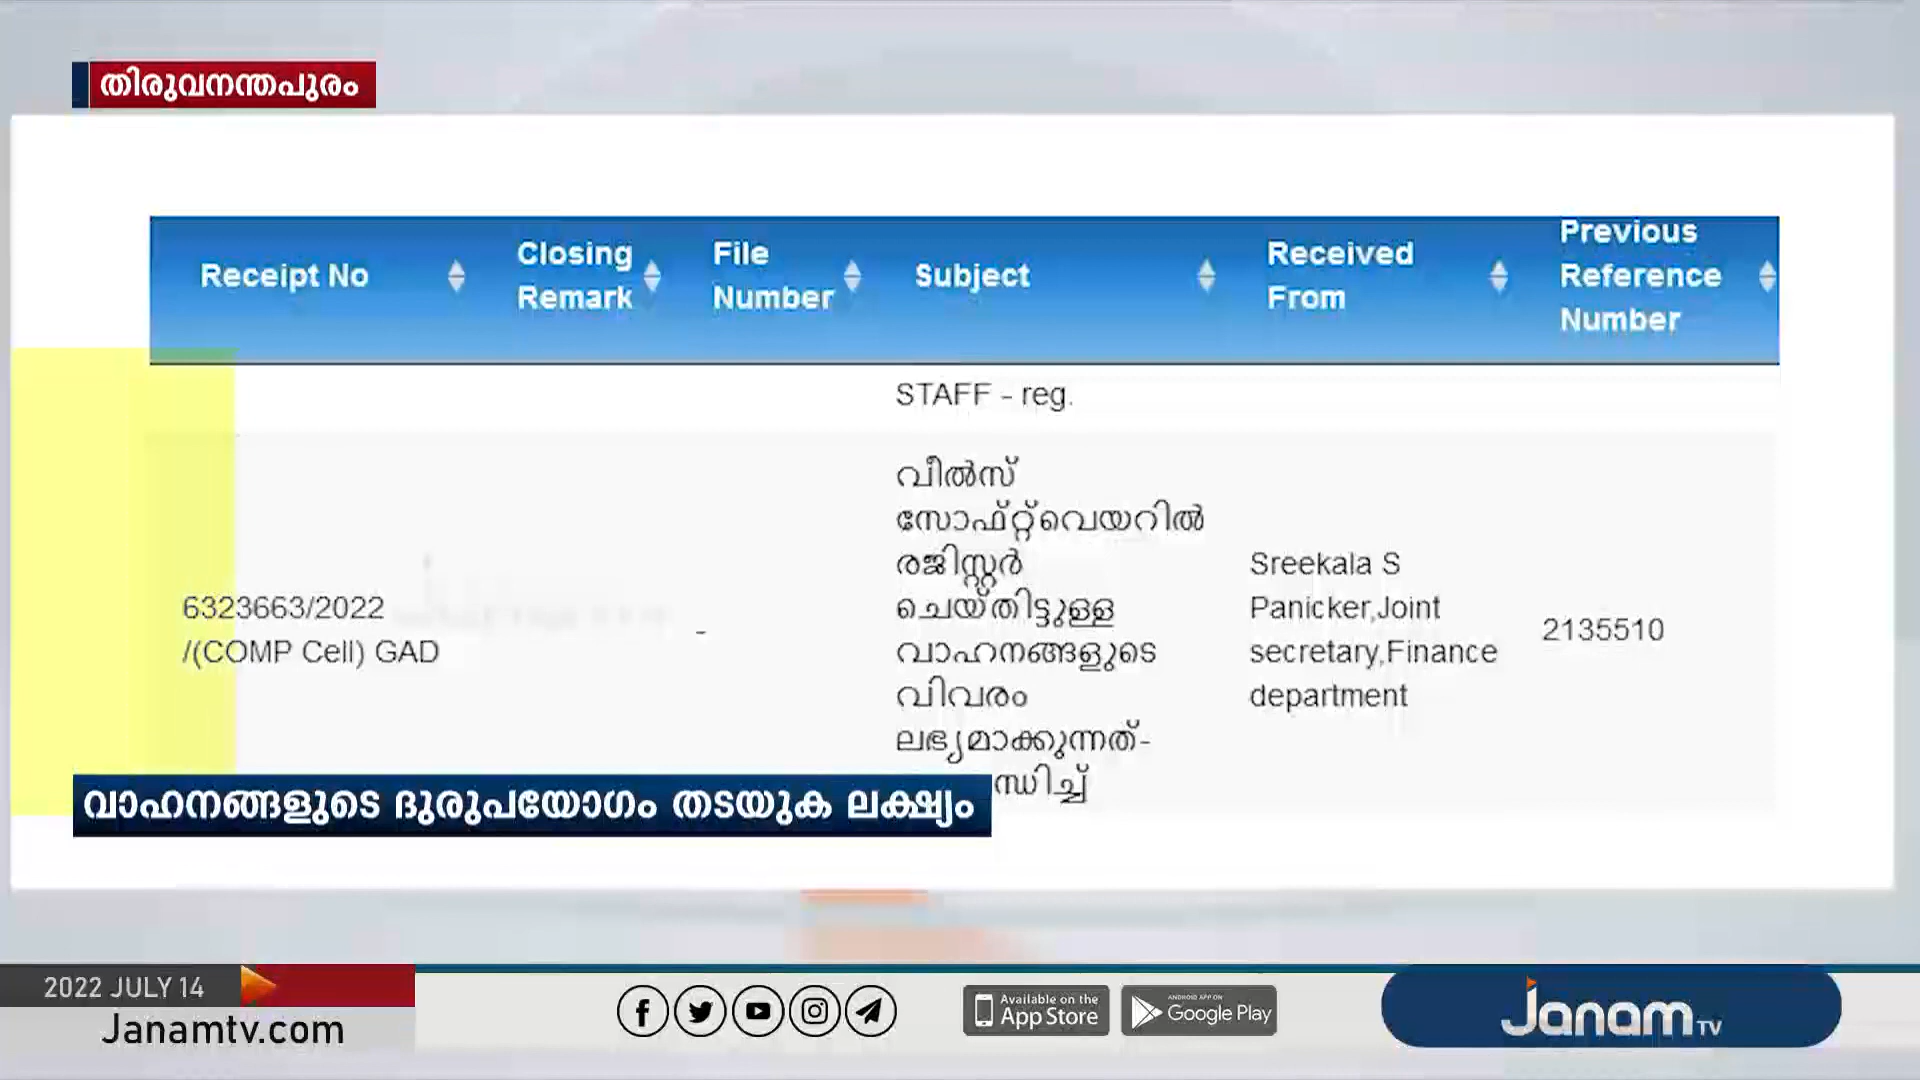 തിരുവനന്തപുരം
Receipt No
Closing
Remark
File
Number
Subject
Received
From
Previous
Reference
Number
STAFF - reg.
6323663/2022
/(COMP Cell) GAD
-
വീൽസ്
സോഫ്റ്റ്‌വെയറിൽ
രജിസ്റ്റർ
ചെയ്തിട്ടുള്ള
വാഹനങ്ങളുടെ
വിവരം
ലഭ്യമാക്കുന്നത്-
ന്ധിച്ച്
Sreekala S
Panicker,Joint
secretary,Finance
department
2135510
വാഹനങ്ങളുടെ ദുരുപയോഗം തടയുക ലക്ഷ്യം
2022 JULY 14
Janamtv.com
Available on the
App Store
ANDROID APP ON
Google Play
Janam TV